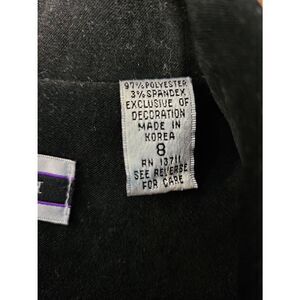 97% POLYESTER
3% SPANDEX
EXCLUSIVE OF
DECORATION
MADE IN
KOREA
8
RN 13711
SEE REVERSE
FOR CARE